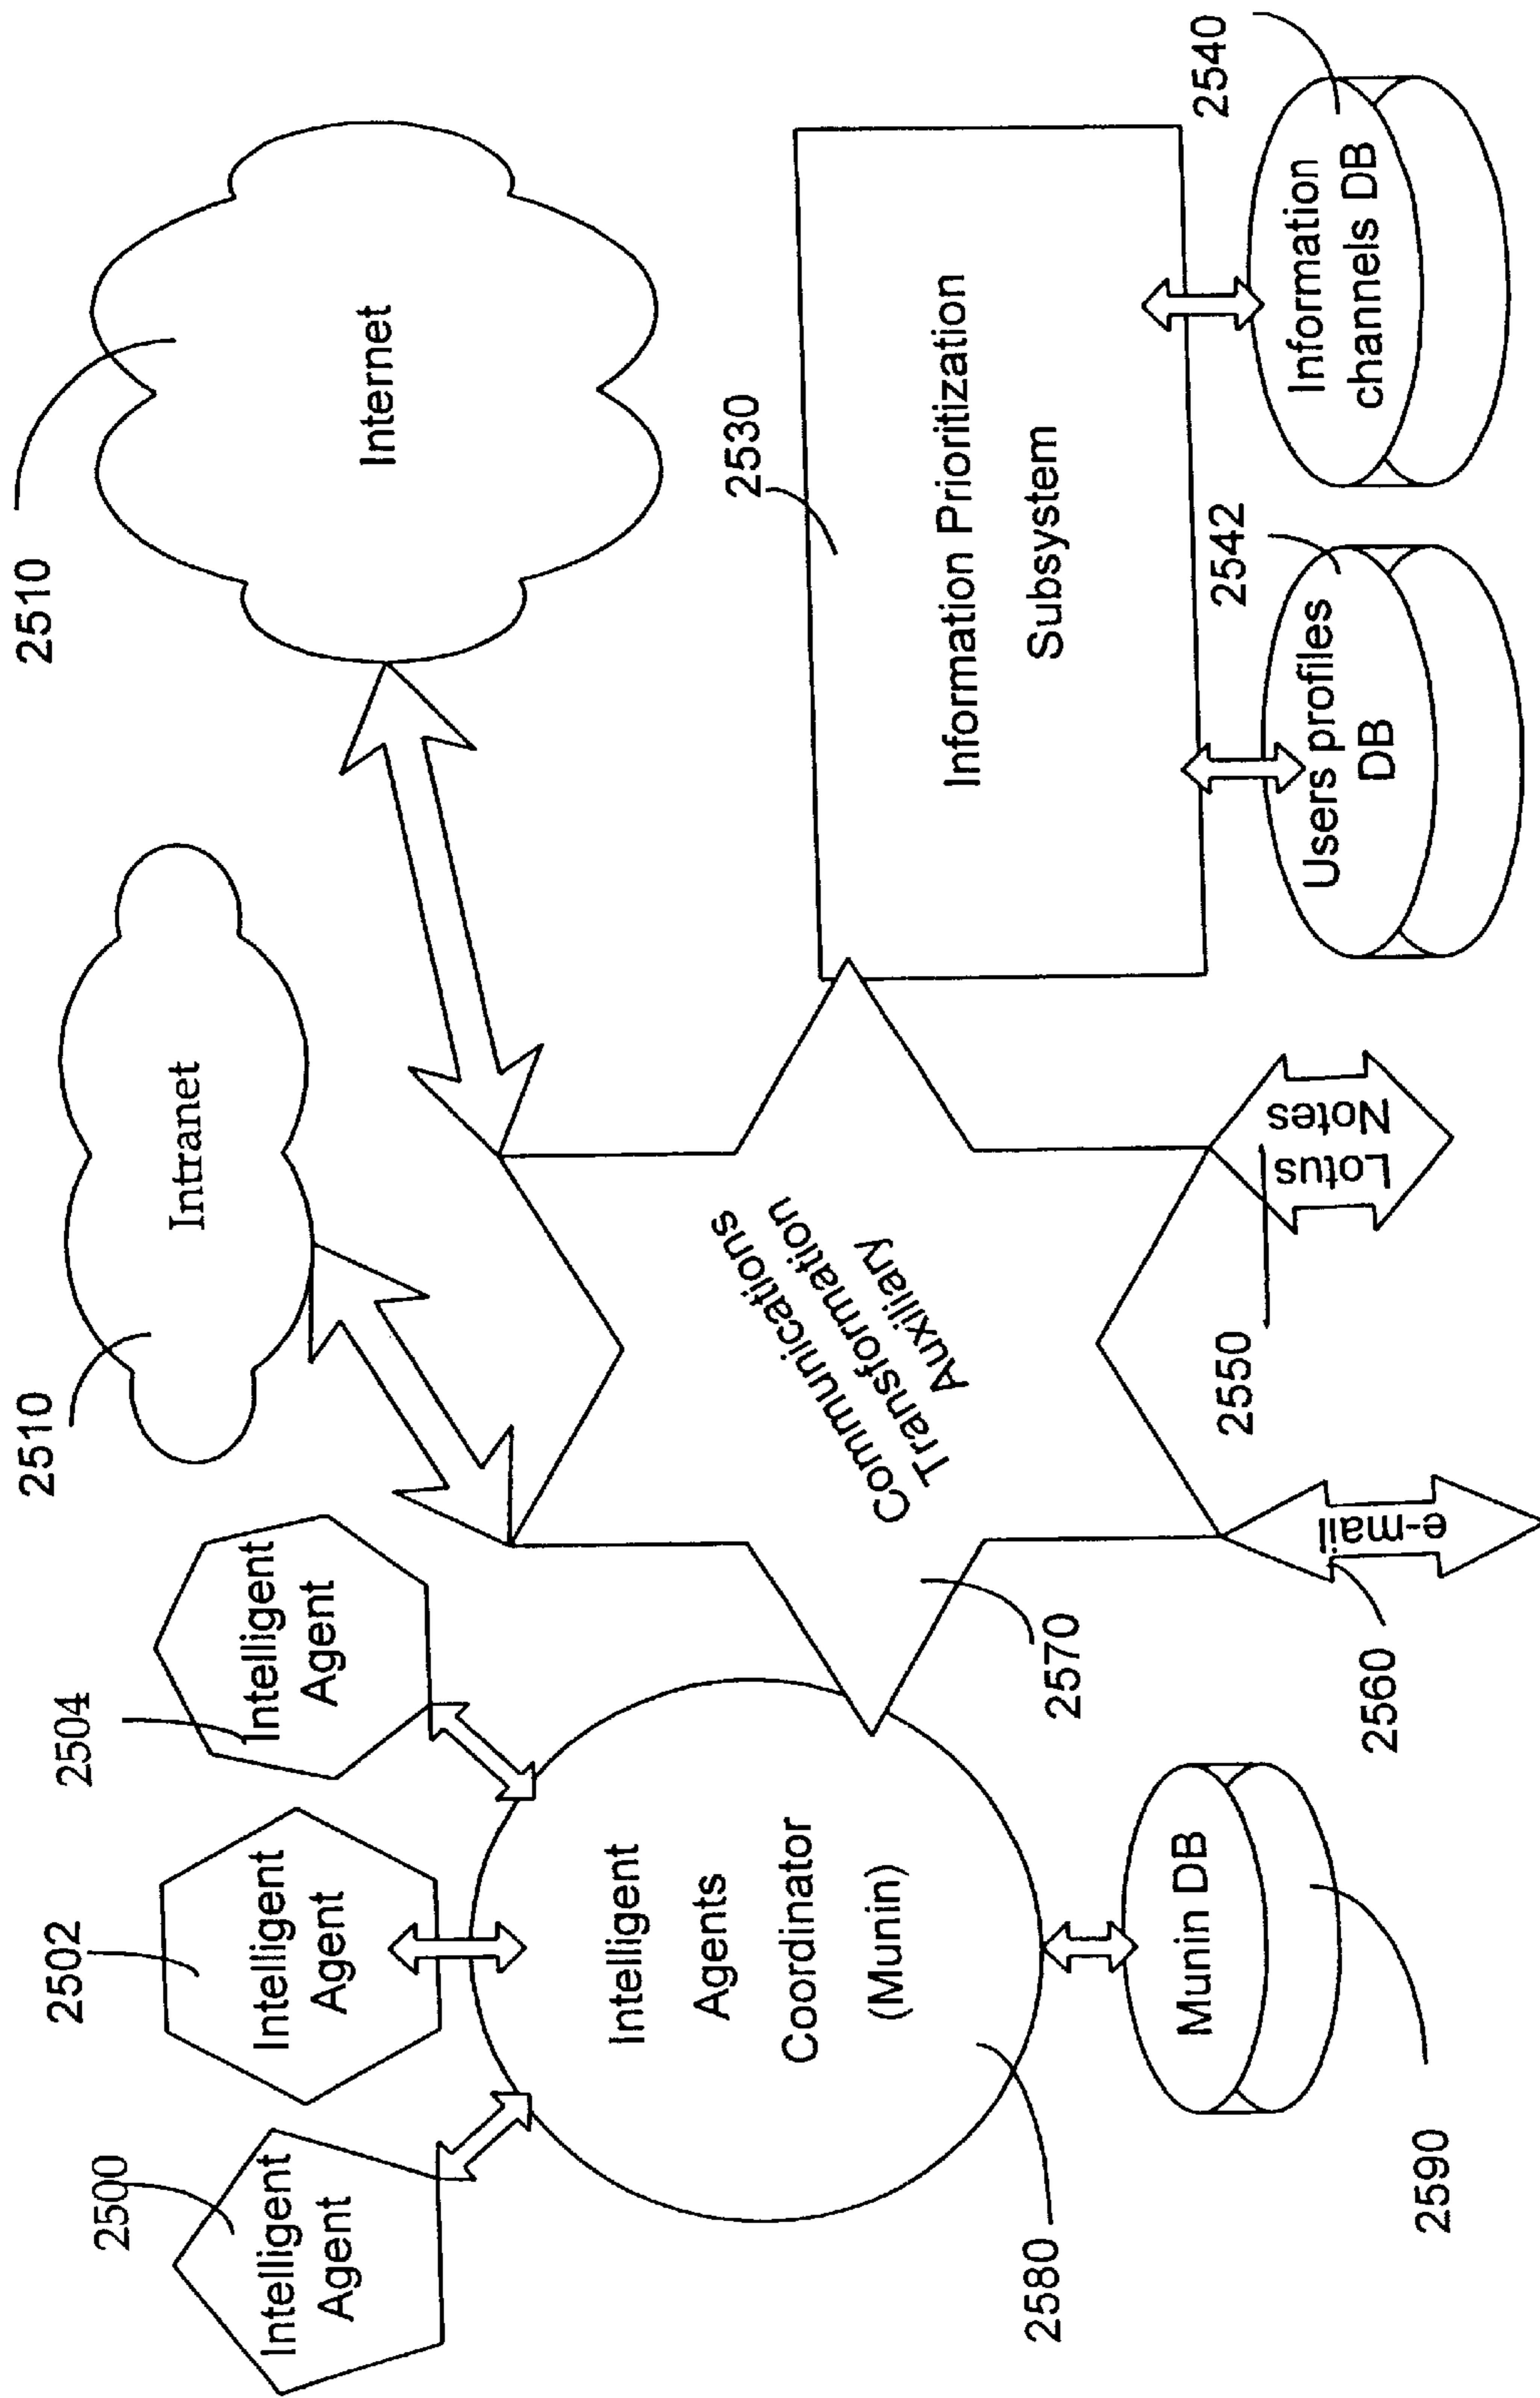 2510
2510
Internet
Intranet
2504
Intelligent
Agent
2502
Intelligent
Agent
2500
Intelligent
Agent
Intelligent
Agents
Coordinator
(Munin)
2580
Munin DB
2590
Communications
Transformation
Auxiliary
2570
e-mail
2560
Lotus
Notes
2550
2530
Information Prioritization
Subsystem
2542
Users profiles
DB
2540
Information
channels DB